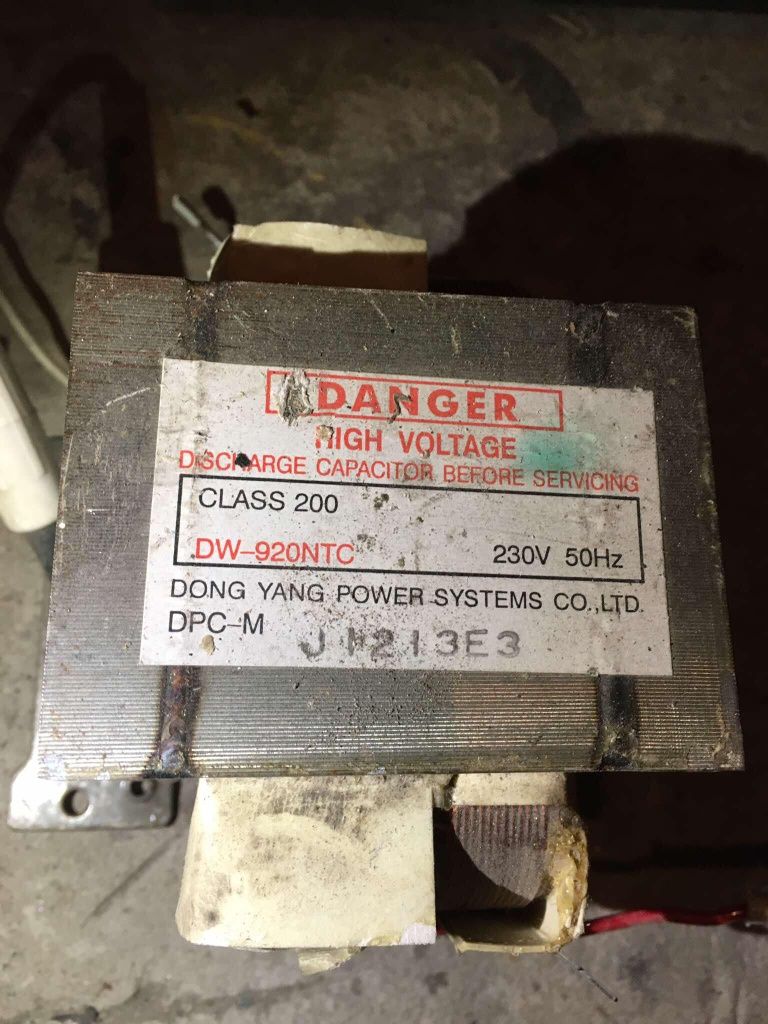 DANGER
HIGH VOLTAGE
DISCHARGE CAPACITOR BEFORE SERVICING
CLASS 200
DW-920NTC 230V 50Hz
DONG YANG POWER SYSTEMS CO.,LTD.
DPC-M
J11213E3